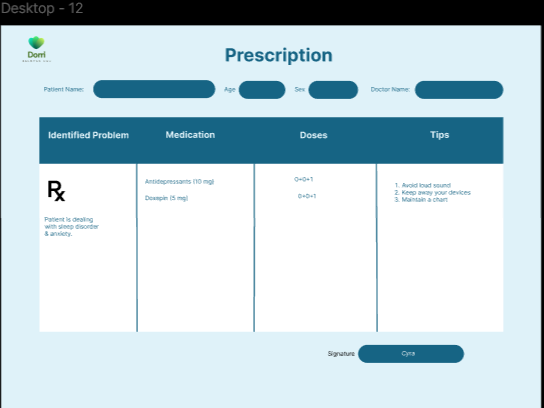 Desktop - 12
Dorri
Prescription
Patient Name:
Age
Sex
Doctor Name:
Identified Problem
Medication
Doses
Tips
Rx
Patient is dealing
with sleep disorder
& anxiety.
Antidepressants (10 mg)
Doxepin (5 mg)
0+0+1
0+0+1
1. Avoid loud sound
2. Keep away your devices
3. Maintain a chart
Signature
Cyra